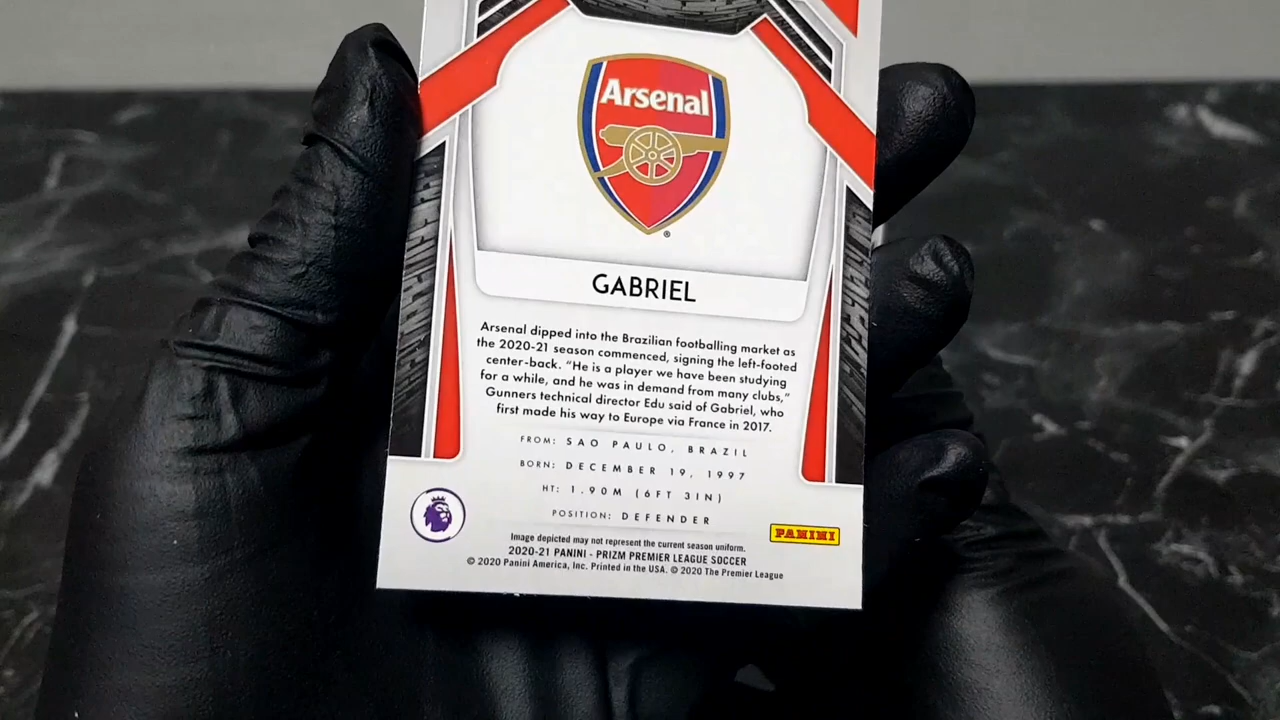 Arsenal
®
GABRIEL
Arsenal dipped into the Brazilian footballing market as
the 2020-21 season commenced, signing the left-footed
center-back. “He is a player we have been studying
for a while, and he was in demand from many clubs,”
Gunners technical director Edu said of Gabriel, who
first made his way to Europe via France in 2017.
FROM: SAO PAULO, BRAZIL
BORN: DECEMBER 19, 1997
HT: 1.90M (6FT 3IN)
POSITION: DEFENDER
PANINI
Image depicted may not represent the current season uniform.
2020-21 PANINI - PRIZM PREMIER LEAGUE SOCCER
© 2020 Panini America, Inc. Printed in the USA. © 2020 The Premier League